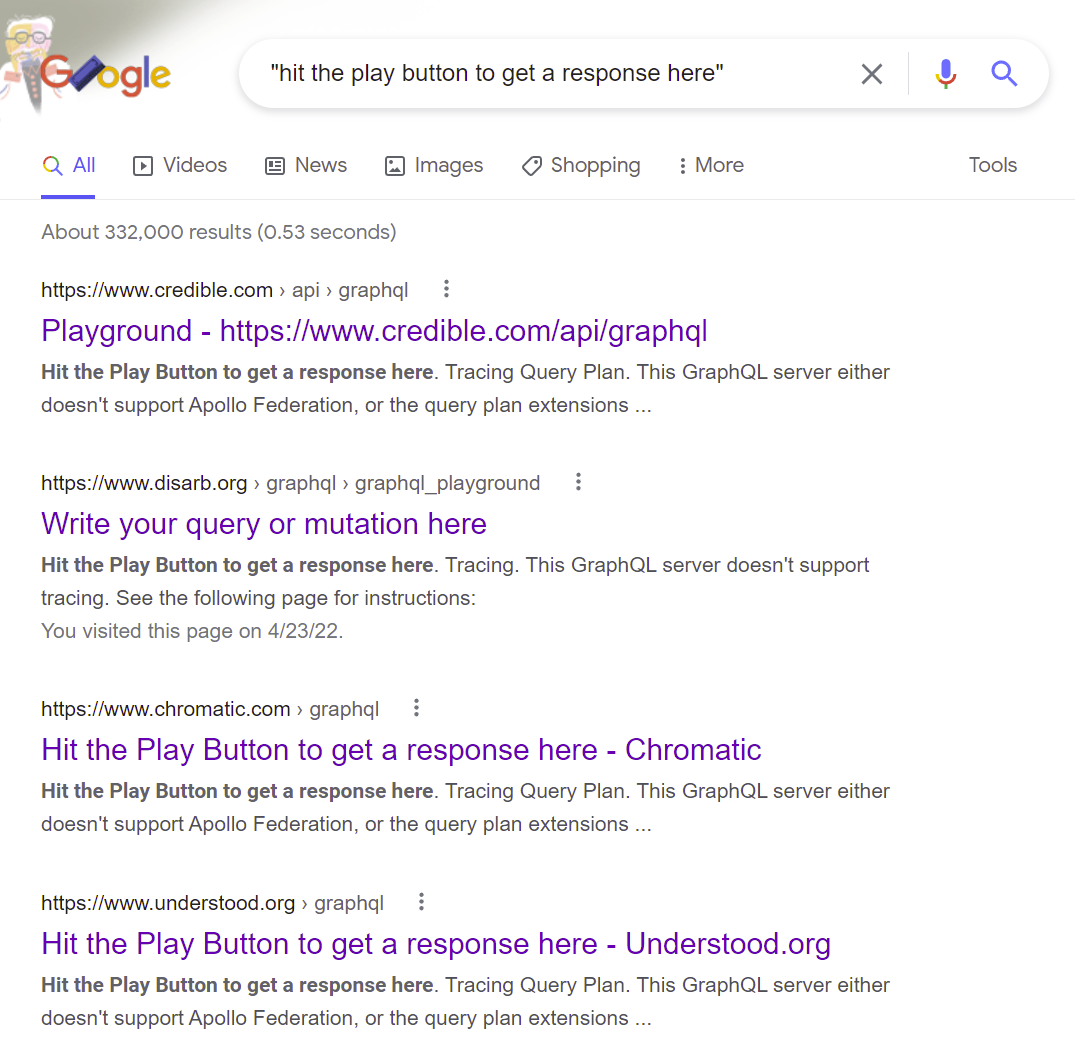 Google
"hit the play button to get a response here"
All Videos News Images Shopping More Tools
About 332,000 results (0.53 seconds)
https://www.credible.com › api › graphql
Playground - https://www.credible.com/api/graphql
Hit the Play Button to get a response here. Tracing Query Plan. This GraphQL server either
doesn't support Apollo Federation, or the query plan extensions ...
https://www.disarb.org › graphql › graphql_playground
Write your query or mutation here
Hit the Play Button to get a response here. Tracing. This GraphQL server doesn't support
tracing. See the following page for instructions:
You visited this page on 4/23/22.
https://www.chromatic.com › graphql
Hit the Play Button to get a response here - Chromatic
Hit the Play Button to get a response here. Tracing Query Plan. This GraphQL server either
doesn't support Apollo Federation, or the query plan extensions ...
https://www.understood.org › graphql
Hit the Play Button to get a response here - Understood.org
Hit the Play Button to get a response here. Tracing Query Plan. This GraphQL server either
doesn't support Apollo Federation, or the query plan extensions ...